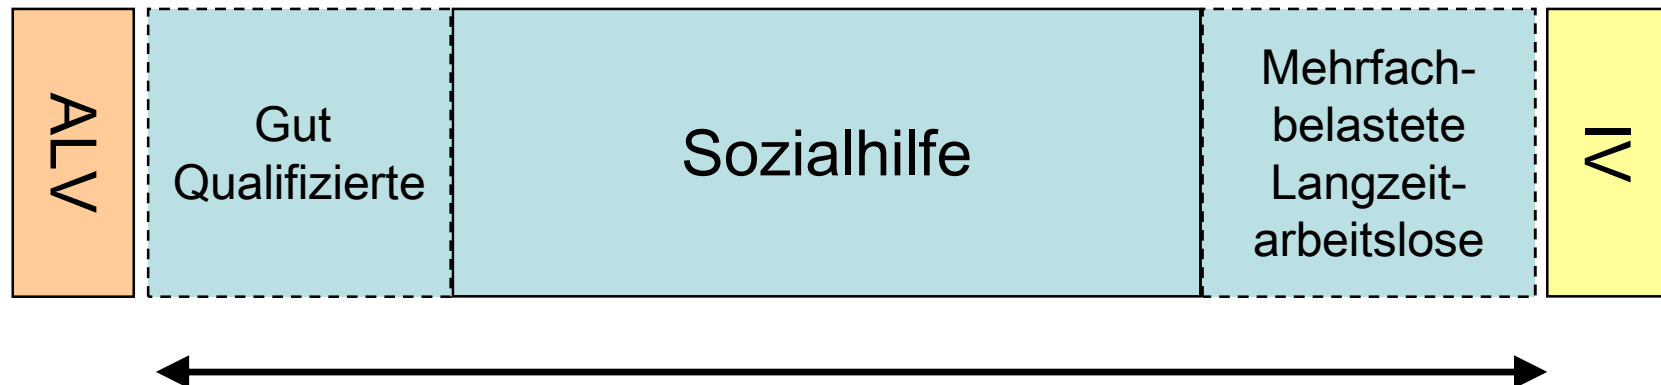 ALV
Gut
Qualifizierte
Sozialhilfe
Mehrfach-
belastete
Langzeit-
arbeitslose
IV